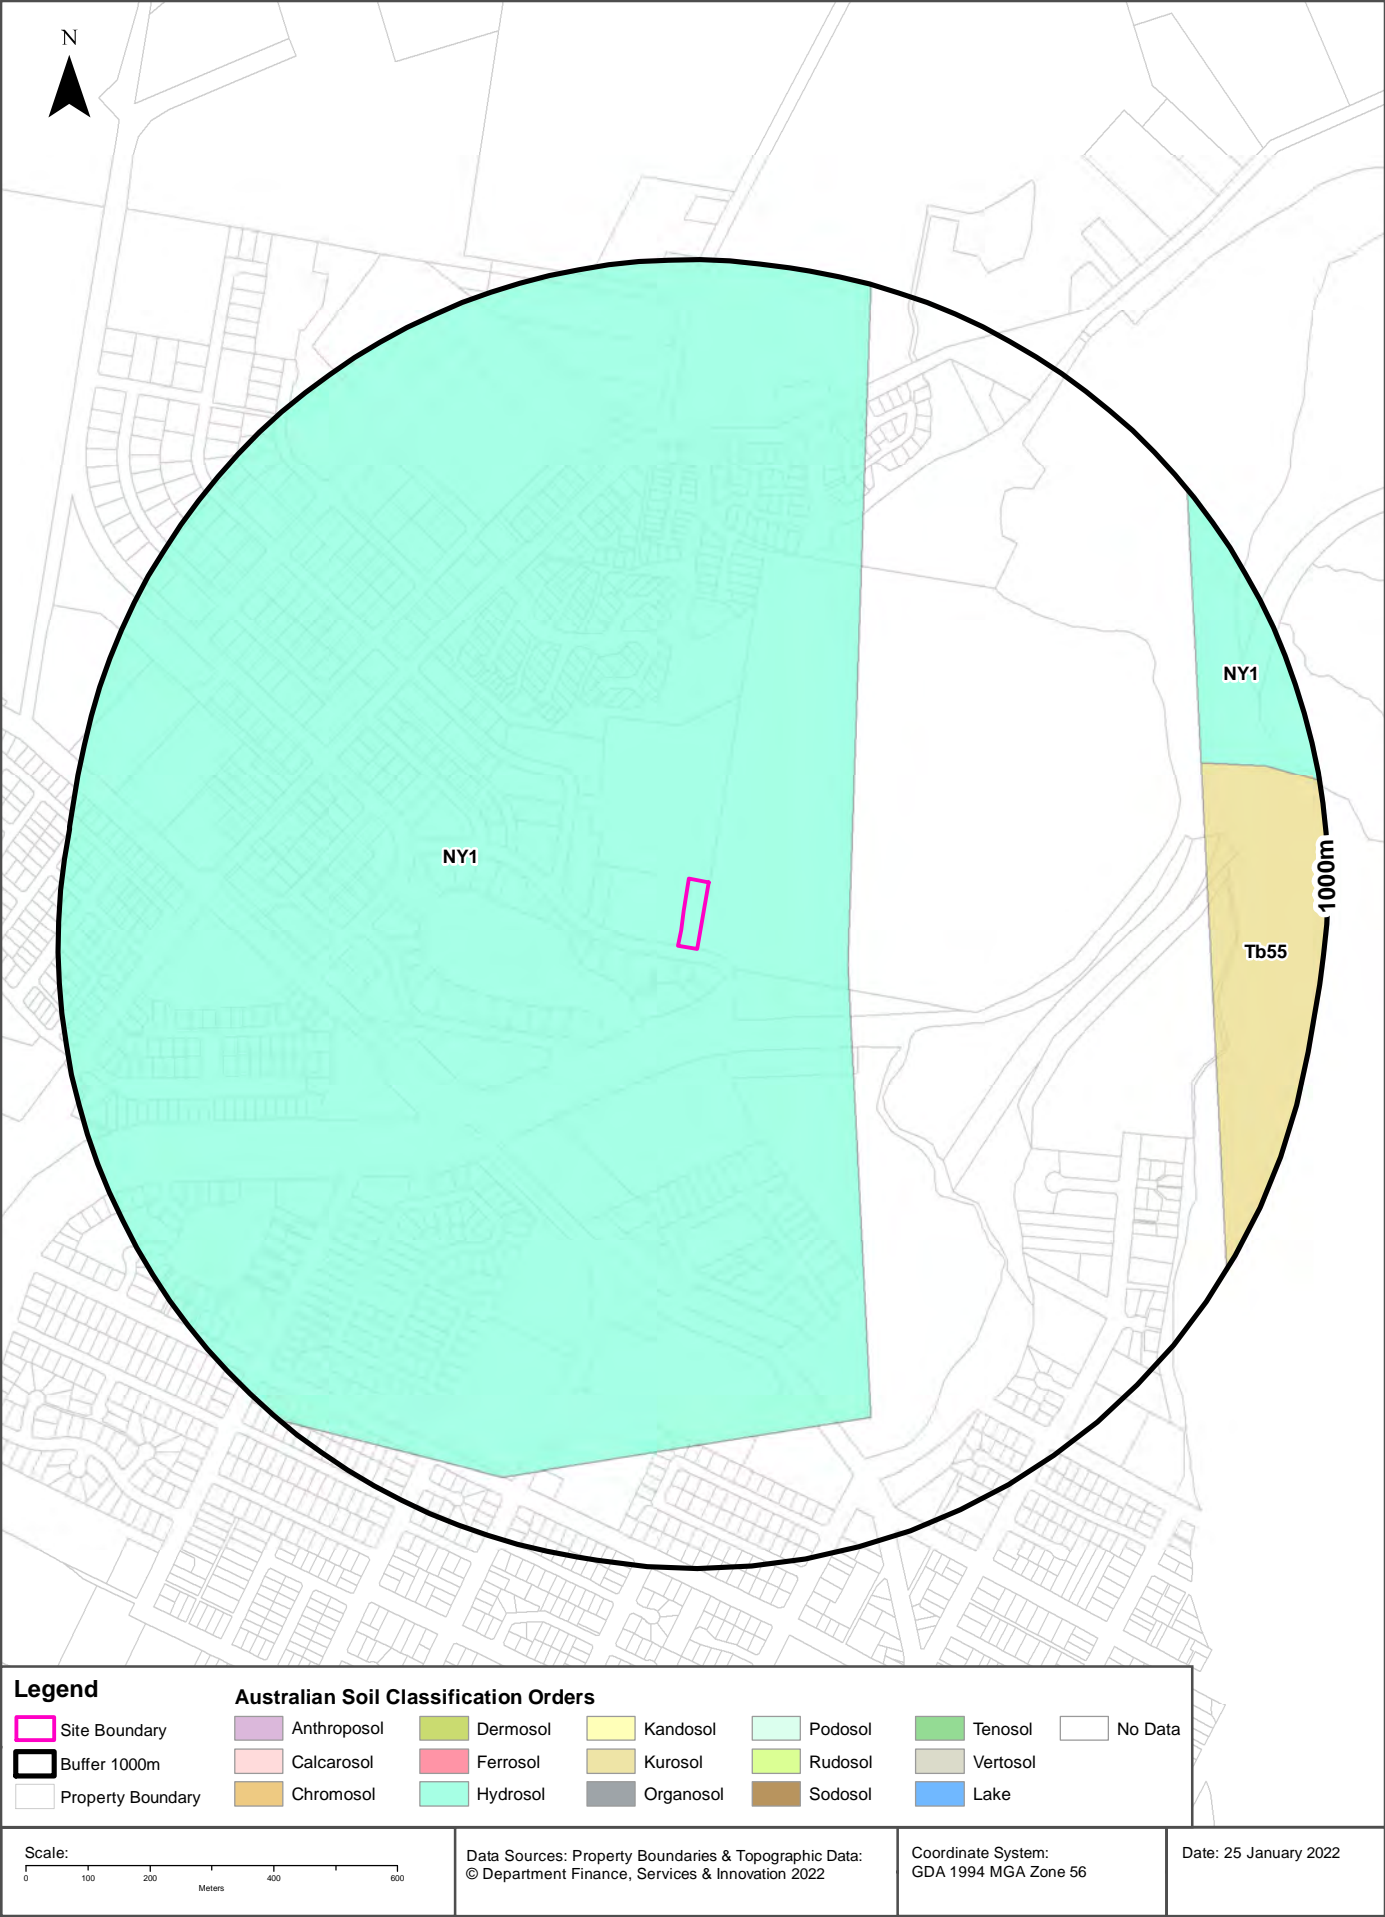 N
NY1
NY1
1000m
Tb55
Legend
Site Boundary
Buffer 1000m
Property Boundary
Australian Soil Classification Orders
Anthroposol
Calcarosol
Chromosol
Dermosol
Ferrosol
Hydrosol
Kandosol
Kurosol
Organosol
Podosol
Rudosol
Sodosol
Tenosol
Vertosol
Lake
No Data
Scale:
0 100 200 400 600
Meters
Data Sources: Property Boundaries & Topographic Data:
© Department Finance, Services & Innovation 2022
Coordinate System:
GDA 1994 MGA Zone 56
Date: 25 January 2022